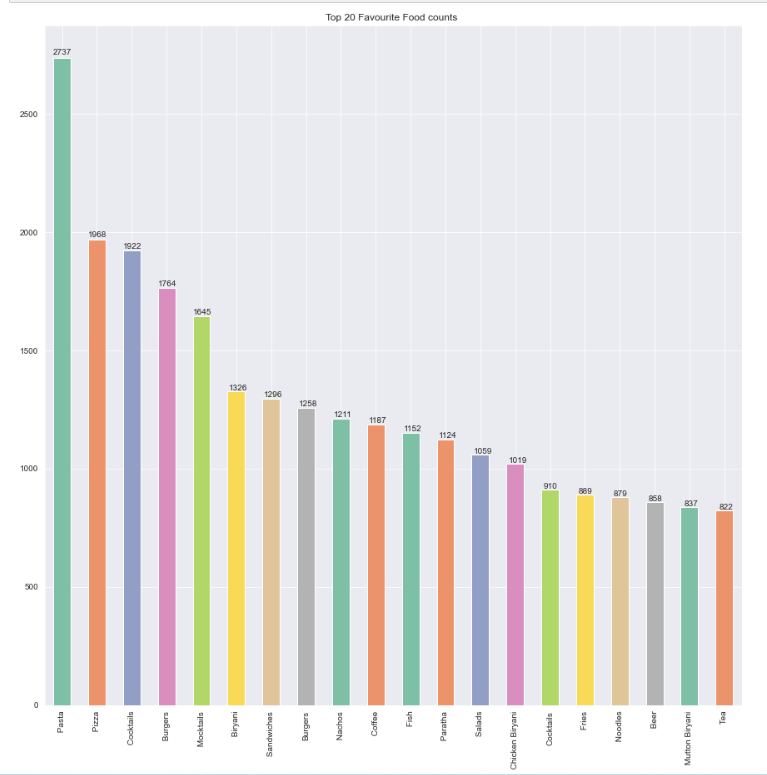 Top 20 Favourite Food counts
2737
2500
2000
1968
1922
1764
1645
1500
1326
1296
1258
1211
1187
1152
1124
1059
1019
1000
910
889
879
858
837
822
500
0
Pasta
Pizza
Cocktails
Burgers
Mocktails
Biryani
Sandwiches
Burgers
Nachos
Coffee
Fish
Paratha
Salads
Chicken Biryani
Cocktails
Fries
Noodles
Beer
Mutton Biryani
Tea